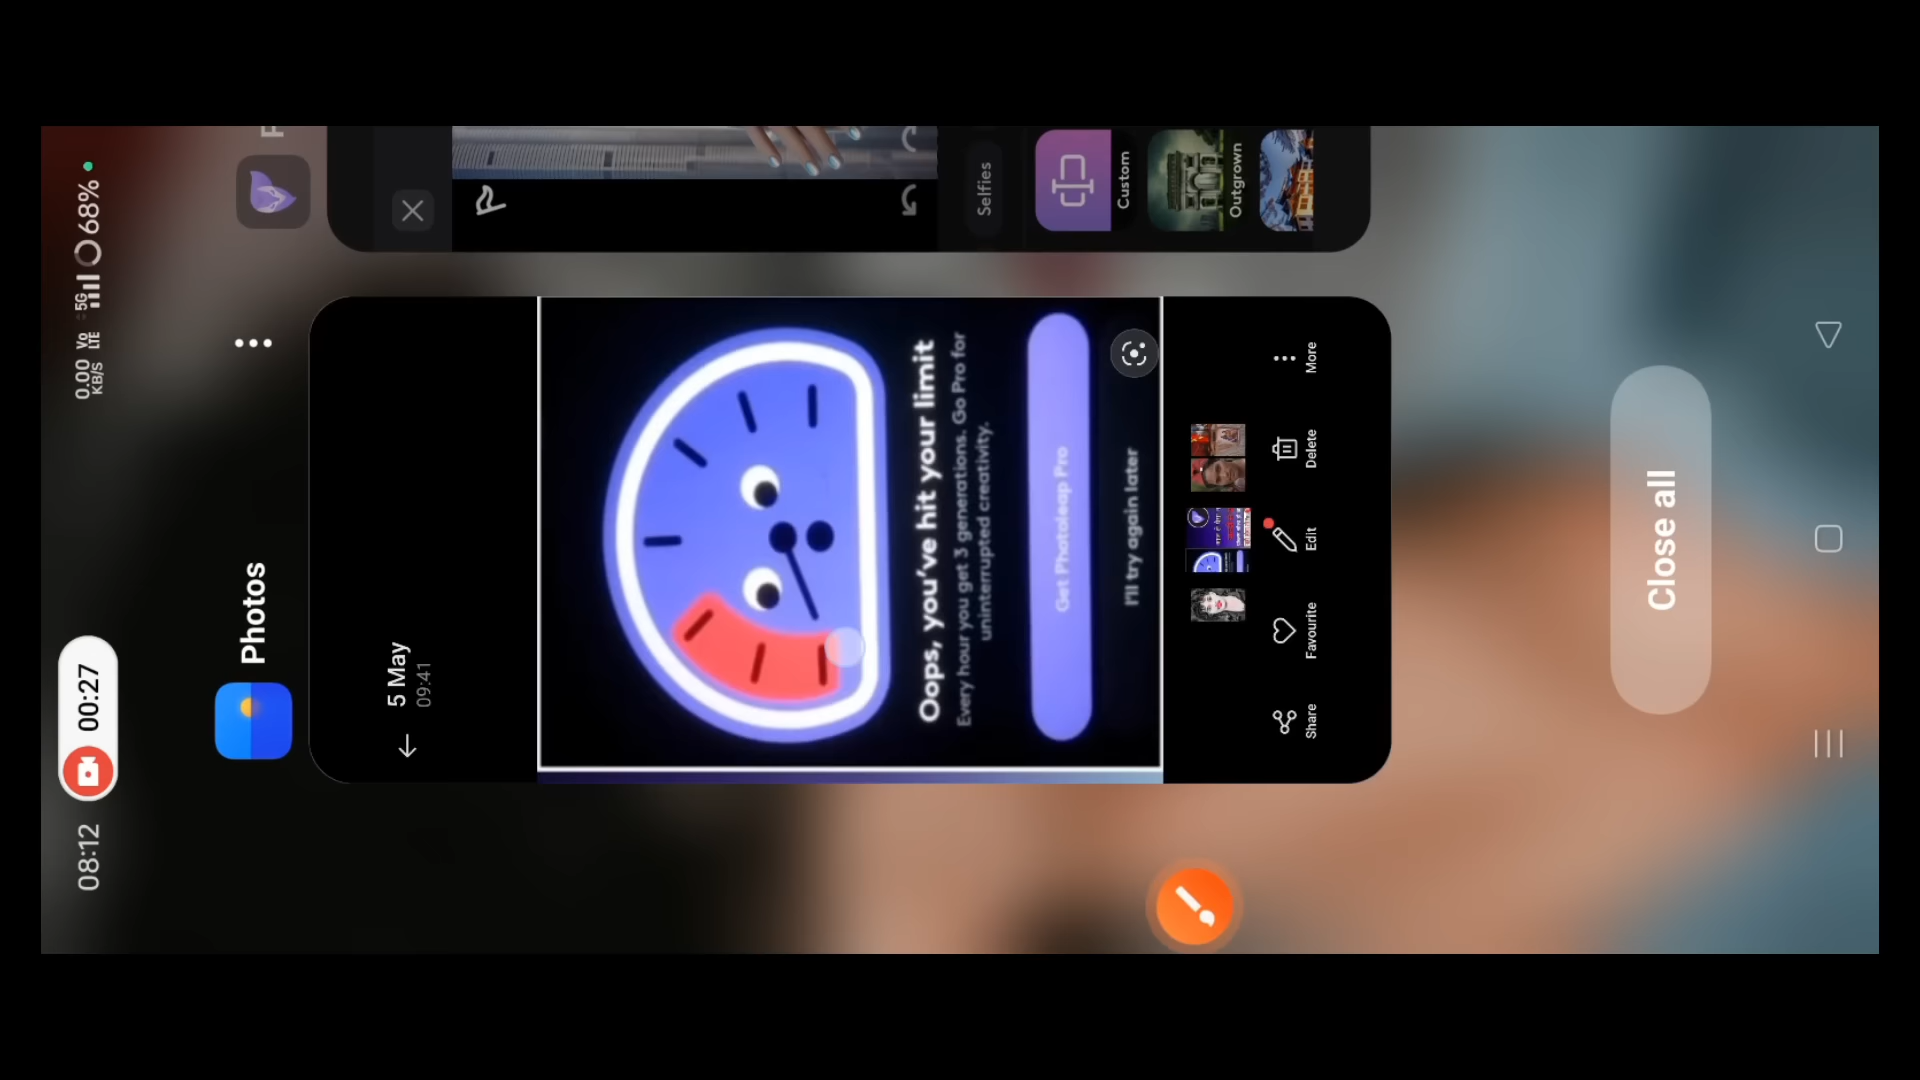 08:12
00:27
0.00 KB/S
Vo LTE
5G
68%
Photos
5 May
09:41
Oops, you've hit your limit
Every hour you get 3 generations. Go Pro for
uninterrupted creativity.
Get Photoleap Pro
I'll try again later
Share
Favourite
Edit
Delete
More
Selfies
Custom
Outgrown
Close all